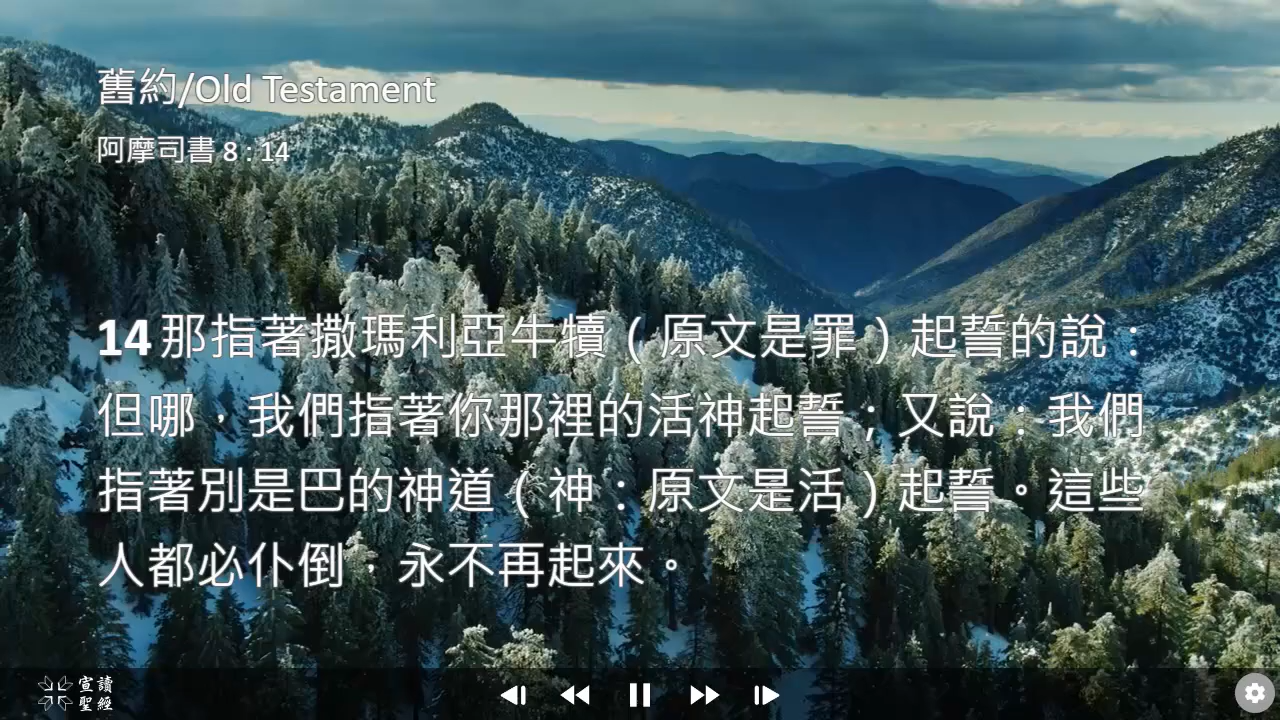 舊約/Old Testament
阿摩司書 8 : 14
14 那指著撒瑪利亞牛犢（原文是罪）起誓的說：
但哪，我們指著你那裡的活神起誓；又說：我們
指著別是巴的神道（神：原文是活）起誓。這些
人都必仆倒，永不再起來。
宣讀
聖經